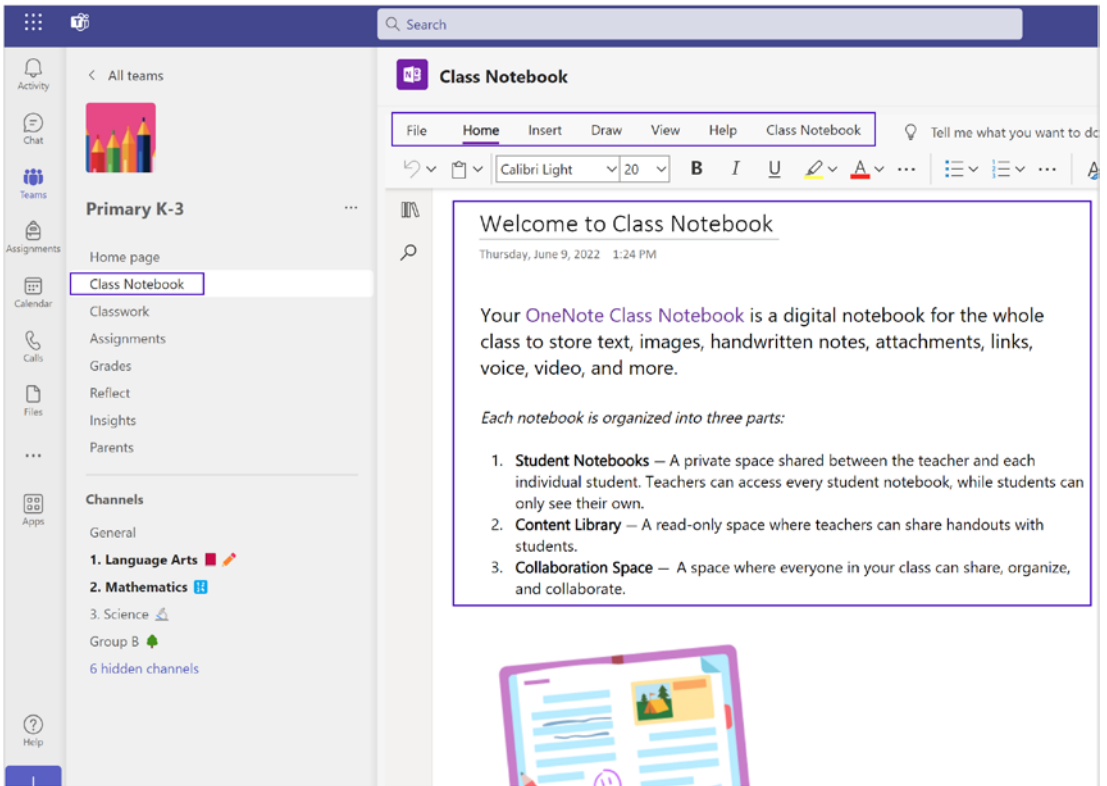 Search
Activity
Chat
Teams
Assignments
Calendar
Calls
Files
Apps
Help
All teams
Primary K-3
Home page
Class Notebook
Classwork
Assignments
Grades
Reflect
Insights
Parents
Channels
General
1. Language Arts
2. Mathematics
3. Science
Group B
6 hidden channels
Class Notebook
File Home Insert Draw View Help Class Notebook Tell me what you want to do
Calibri Light 20 B I U A
Welcome to Class Notebook
Thursday, June 9, 2022 1:24 PM
Your OneNote Class Notebook is a digital notebook for the whole
class to store text, images, handwritten notes, attachments, links,
voice, video, and more.
Each notebook is organized into three parts:
1. Student Notebooks — A private space shared between the teacher and each
individual student. Teachers can access every student notebook, while students can
only see their own.
2. Content Library — A read-only space where teachers can share handouts with
students.
3. Collaboration Space — A space where everyone in your class can share, organize,
and collaborate.